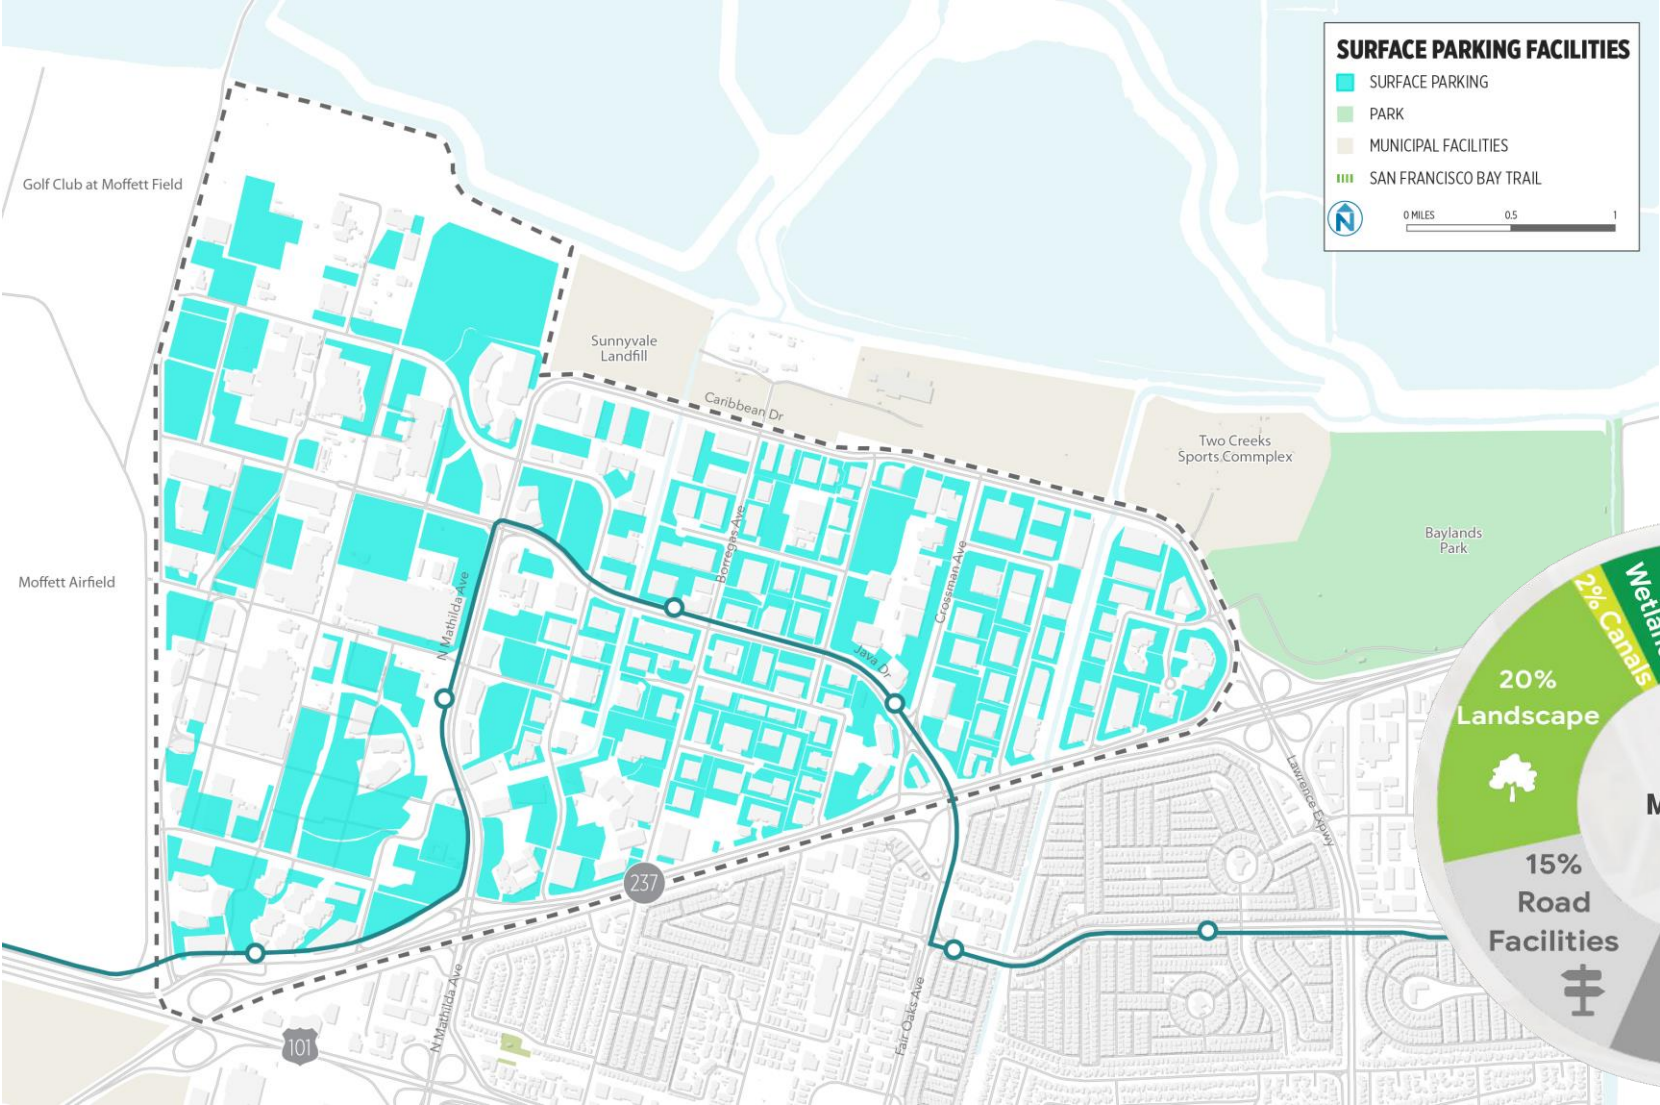 SURFACE PARKING FACILITIES
SURFACE PARKING
PARK
MUNICIPAL FACILITIES
SAN FRANCISCO BAY TRAIL
N
0 MILES 0.5 1
Golf Club at Moffett Field
Sunnyvale
Landfill
Caribbean Dr
Two Creeks
Sports.Commplex
Baylands
Park
Moffett Airfield
Borregas Ave
Crossman Ave
N Mathilda Ave
Java Dr
Lawrence Expwy
237
101
N Mathilda Ave
Fair Oaks Ave
2% Canals
20%
Landscape
15%
Road
Facilities